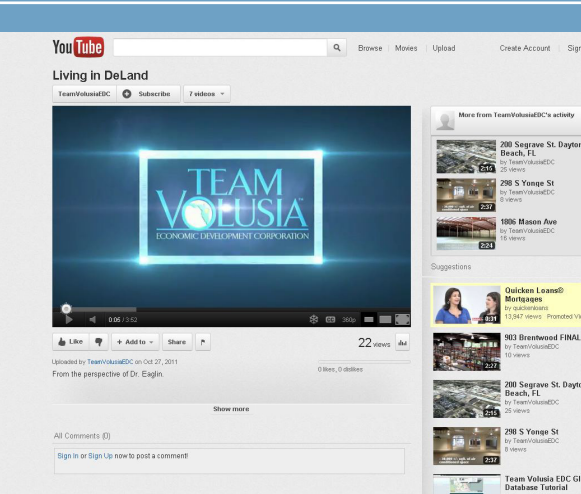 YouTube
Browse Movies Upload Create Account Sign
Living in DeLand
TeamVolusiaEDC Subscribe 7 videos
TEAM
VOLUSIA
ECONOMIC DEVELOPMENT CORPORATION
0:05 / 3:52 CC 360p
Like + Add to Share 22 views
Uploaded by TeamVolusiaEDC on Oct 27, 2011
0 likes, 0 dislikes
From the perspective of Dr. Eaglin.
Show more
All Comments (0)
Sign In or Sign Up now to post a comment!
More from TeamVolusiaEDC's activity
200 Segrave St. Dayton
Beach, FL
by TeamVolusiaEDC
25 views
2:15
298 S Yonge St
by TeamVolusiaEDC
8 views
2:37
1806 Mason Ave
by TeamVolusiaEDC
16 views
2:24
Suggestions
Quicken Loans®
Mortgages
by quickenloans
13,947 views Promoted Vi
0:31
903 Brentwood FINAL
by TeamVolusiaEDC
10 views
2:27
200 Segrave St. Dayto
Beach, FL
by TeamVolusiaEDC
25 views
2:15
298 S Yonge St
by TeamVolusiaEDC
8 views
2:37
Team Volusia EDC GI
Database Tutorial